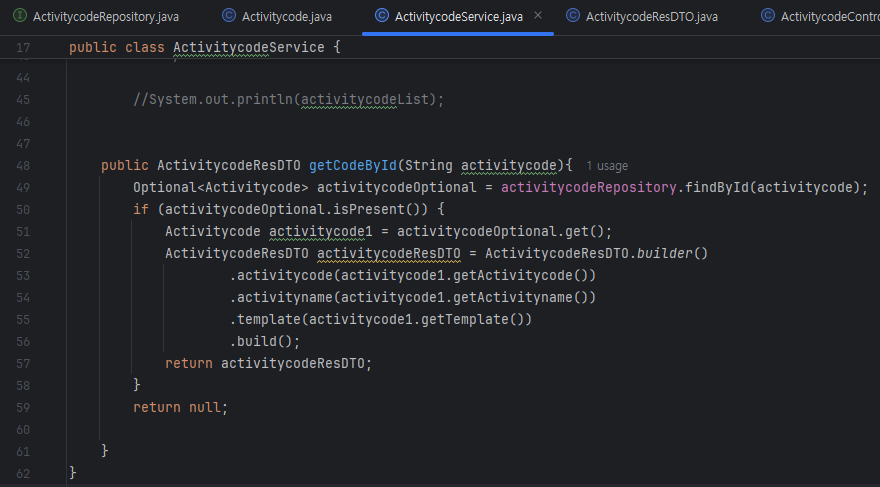 ActivitycodeRepository.java Activitycode.java ActivitycodeService.java ActivitycodeResDTO.java ActivitycodeContro
17 public class ActivitycodeService {
44
45 //System.out.println(activitycodeList);
46
47
48 public ActivitycodeResDTO getCodeById(String activitycode){ 1 usage
49 Optional<Activitycode> activitycodeOptional = activitycodeRepository.findById(activitycode);
50 if (activitycodeOptional.isPresent()) {
51 Activitycode activitycode1 = activitycodeOptional.get();
52 ActivitycodeResDTO activitycodeResDTO = ActivitycodeResDTO.builder()
53 .activitycode(activitycode1.getActivitycode())
54 .activityname(activitycode1.getActivityname())
55 .template(activitycode1.getTemplate())
56 .build();
57 return activitycodeResDTO;
58 }
59 return null;
60
61 }
62 }